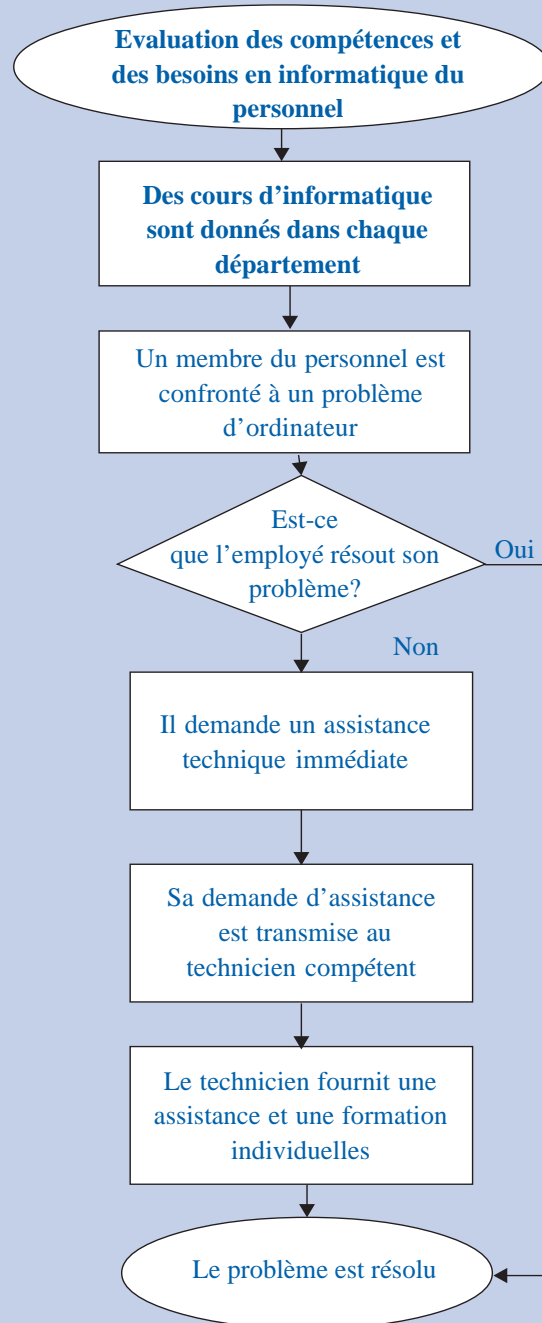 Evaluation des compétences et
des besoins en informatique du
personnel
Des cours d’informatique
sont donnés dans chaque
département
Un membre du personnel est
confronté à un problème
d’ordinateur
Est-ce
que l’employé résout son
problème?
Oui
Non
Il demande un assistance
technique immédiate
Sa demande d’assistance
est transmise au
technicien compétent
Le technicien fournit une
assistance et une formation
individuelles
Le problème est résolu